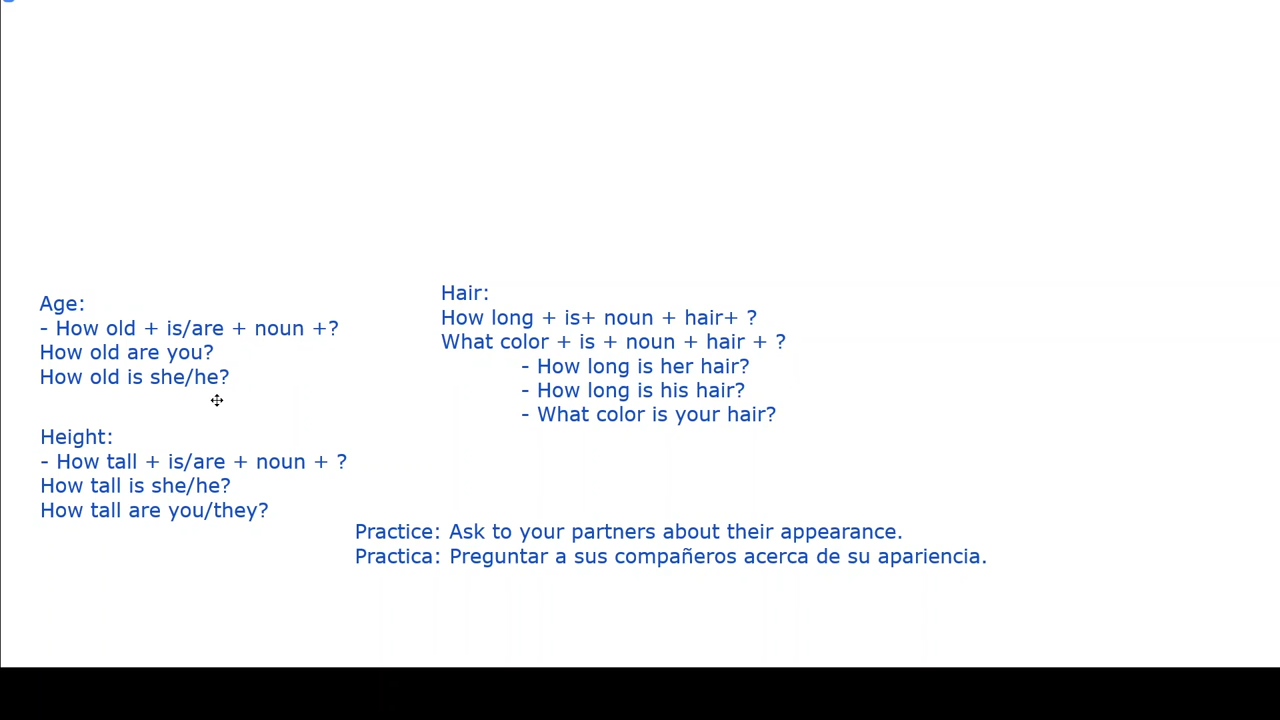 Age:
- How old + is/are + noun +?
How old are you?
How old is she/he?
Height:
- How tall + is/are + noun + ?
How tall is she/he?
How tall are you/they?
Hair:
How long + is+ noun + hair+ ?
What color + is + noun + hair + ?
- How long is her hair?
- How long is his hair?
- What color is your hair?
Practice: Ask to your partners about their appearance.
Practica: Preguntar a sus compañeros acerca de su apariencia.